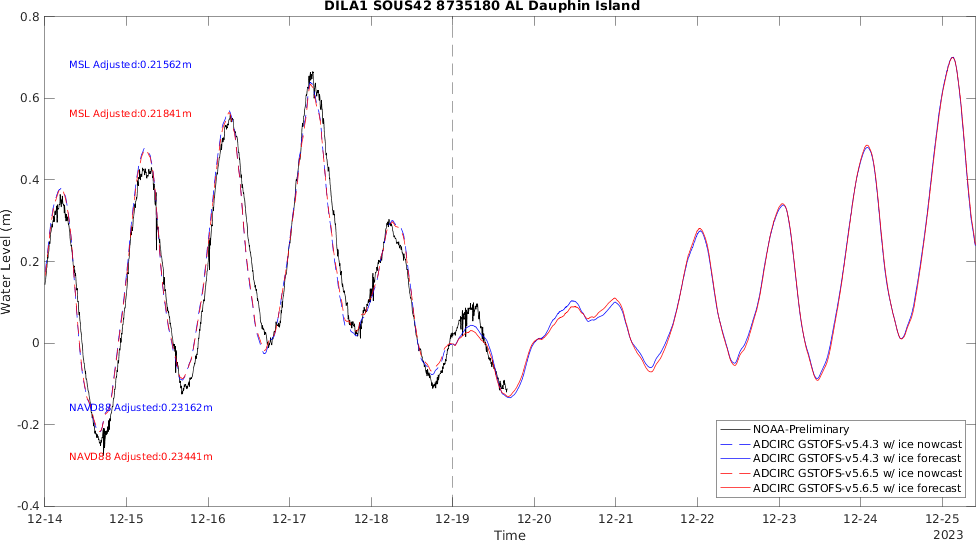 DILA1 SOUS42 8735180 AL Dauphin Island
0.8
0.6
0.4
0.2
0
-0.2
-0.4
Water Level (m)
MSL Adjusted:0.21562m
MSL Adjusted:0.21841m
NAVD88 Adjusted:0.23162m
NAVD88 Adjusted:0.23441m
NOAA-Preliminary
ADCIRC GSTOFS-v5.4.3 w/ ice nowcast
ADCIRC GSTOFS-v5.4.3 w/ ice forecast
ADCIRC GSTOFS-v5.6.5 w/ ice nowcast
ADCIRC GSTOFS-v5.6.5 w/ ice forecast
12-14 12-15 12-16 12-17 12-18 12-19 12-20 12-21 12-22 12-23 12-24 12-25
Time
2023